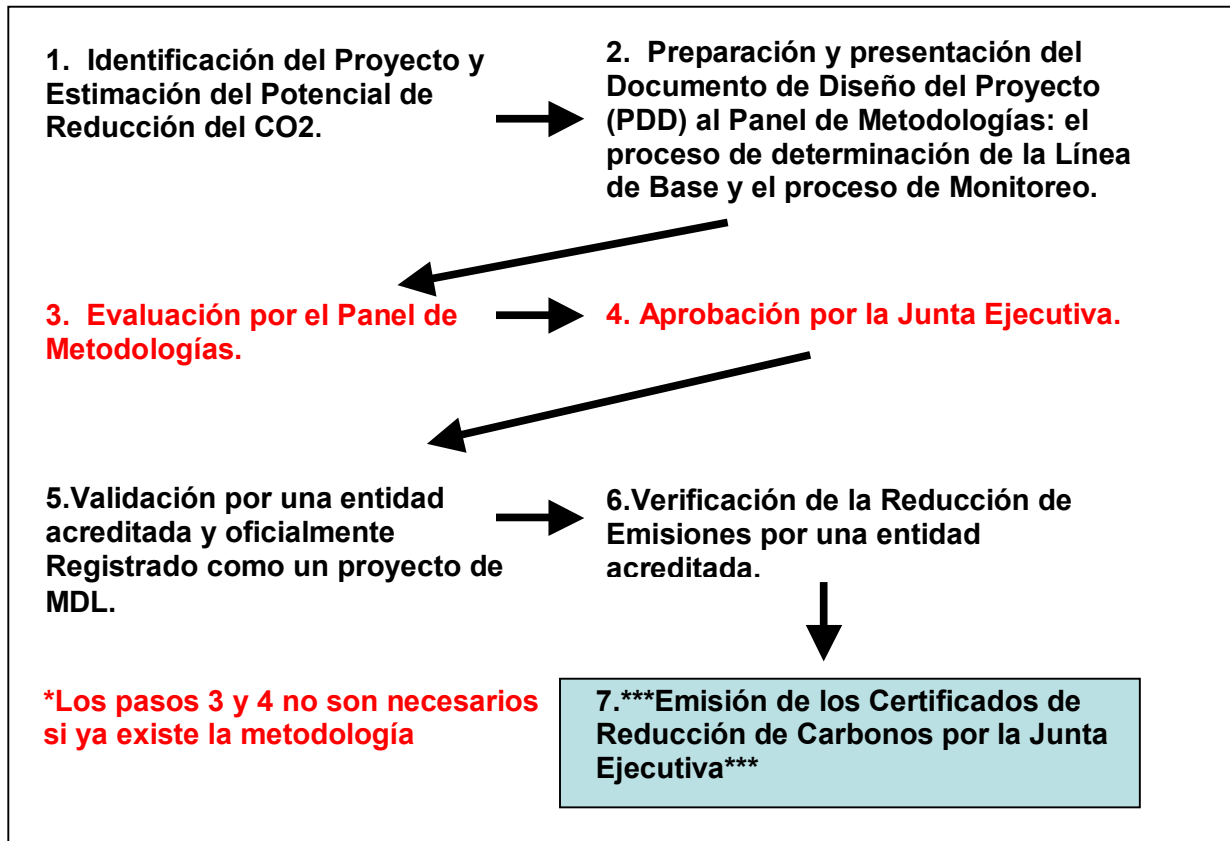 1.  Identificación del Proyecto y
Estimación del Potencial de
Reducción del CO2.
2.  Preparación y presentación del
Documento de Diseño del Proyecto
(PDD) al Panel de Metodologías: el
proceso de determinación de la Línea
de Base y el proceso de Monitoreo.
3.  Evaluación por el Panel de
Metodologías.
4. Aprobación por la Junta Ejecutiva.
5.Validación por una entidad
acreditada y oficialmente
Registrado como un proyecto de
MDL.
6.Verificación de la Reducción de
Emisiones por una entidad
acreditada.
*Los pasos 3 y 4 no son necesarios
si ya existe la metodología
7.***Emisión de los Certificados de
Reducción de Carbonos por la Junta
Ejecutiva***